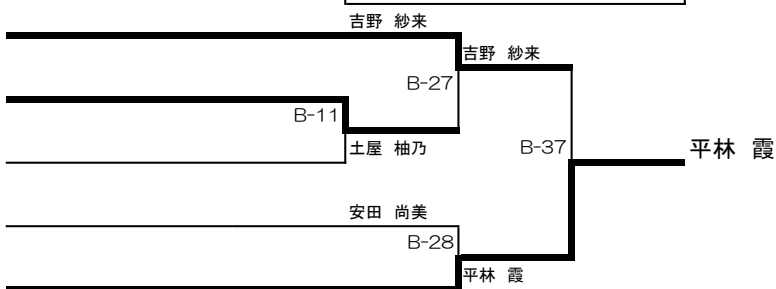 吉野 紗来
吉野 紗来
B-27
B-11
土屋 柚乃
B-37
平林 霞
安田 尚美
B-28
平林 霞